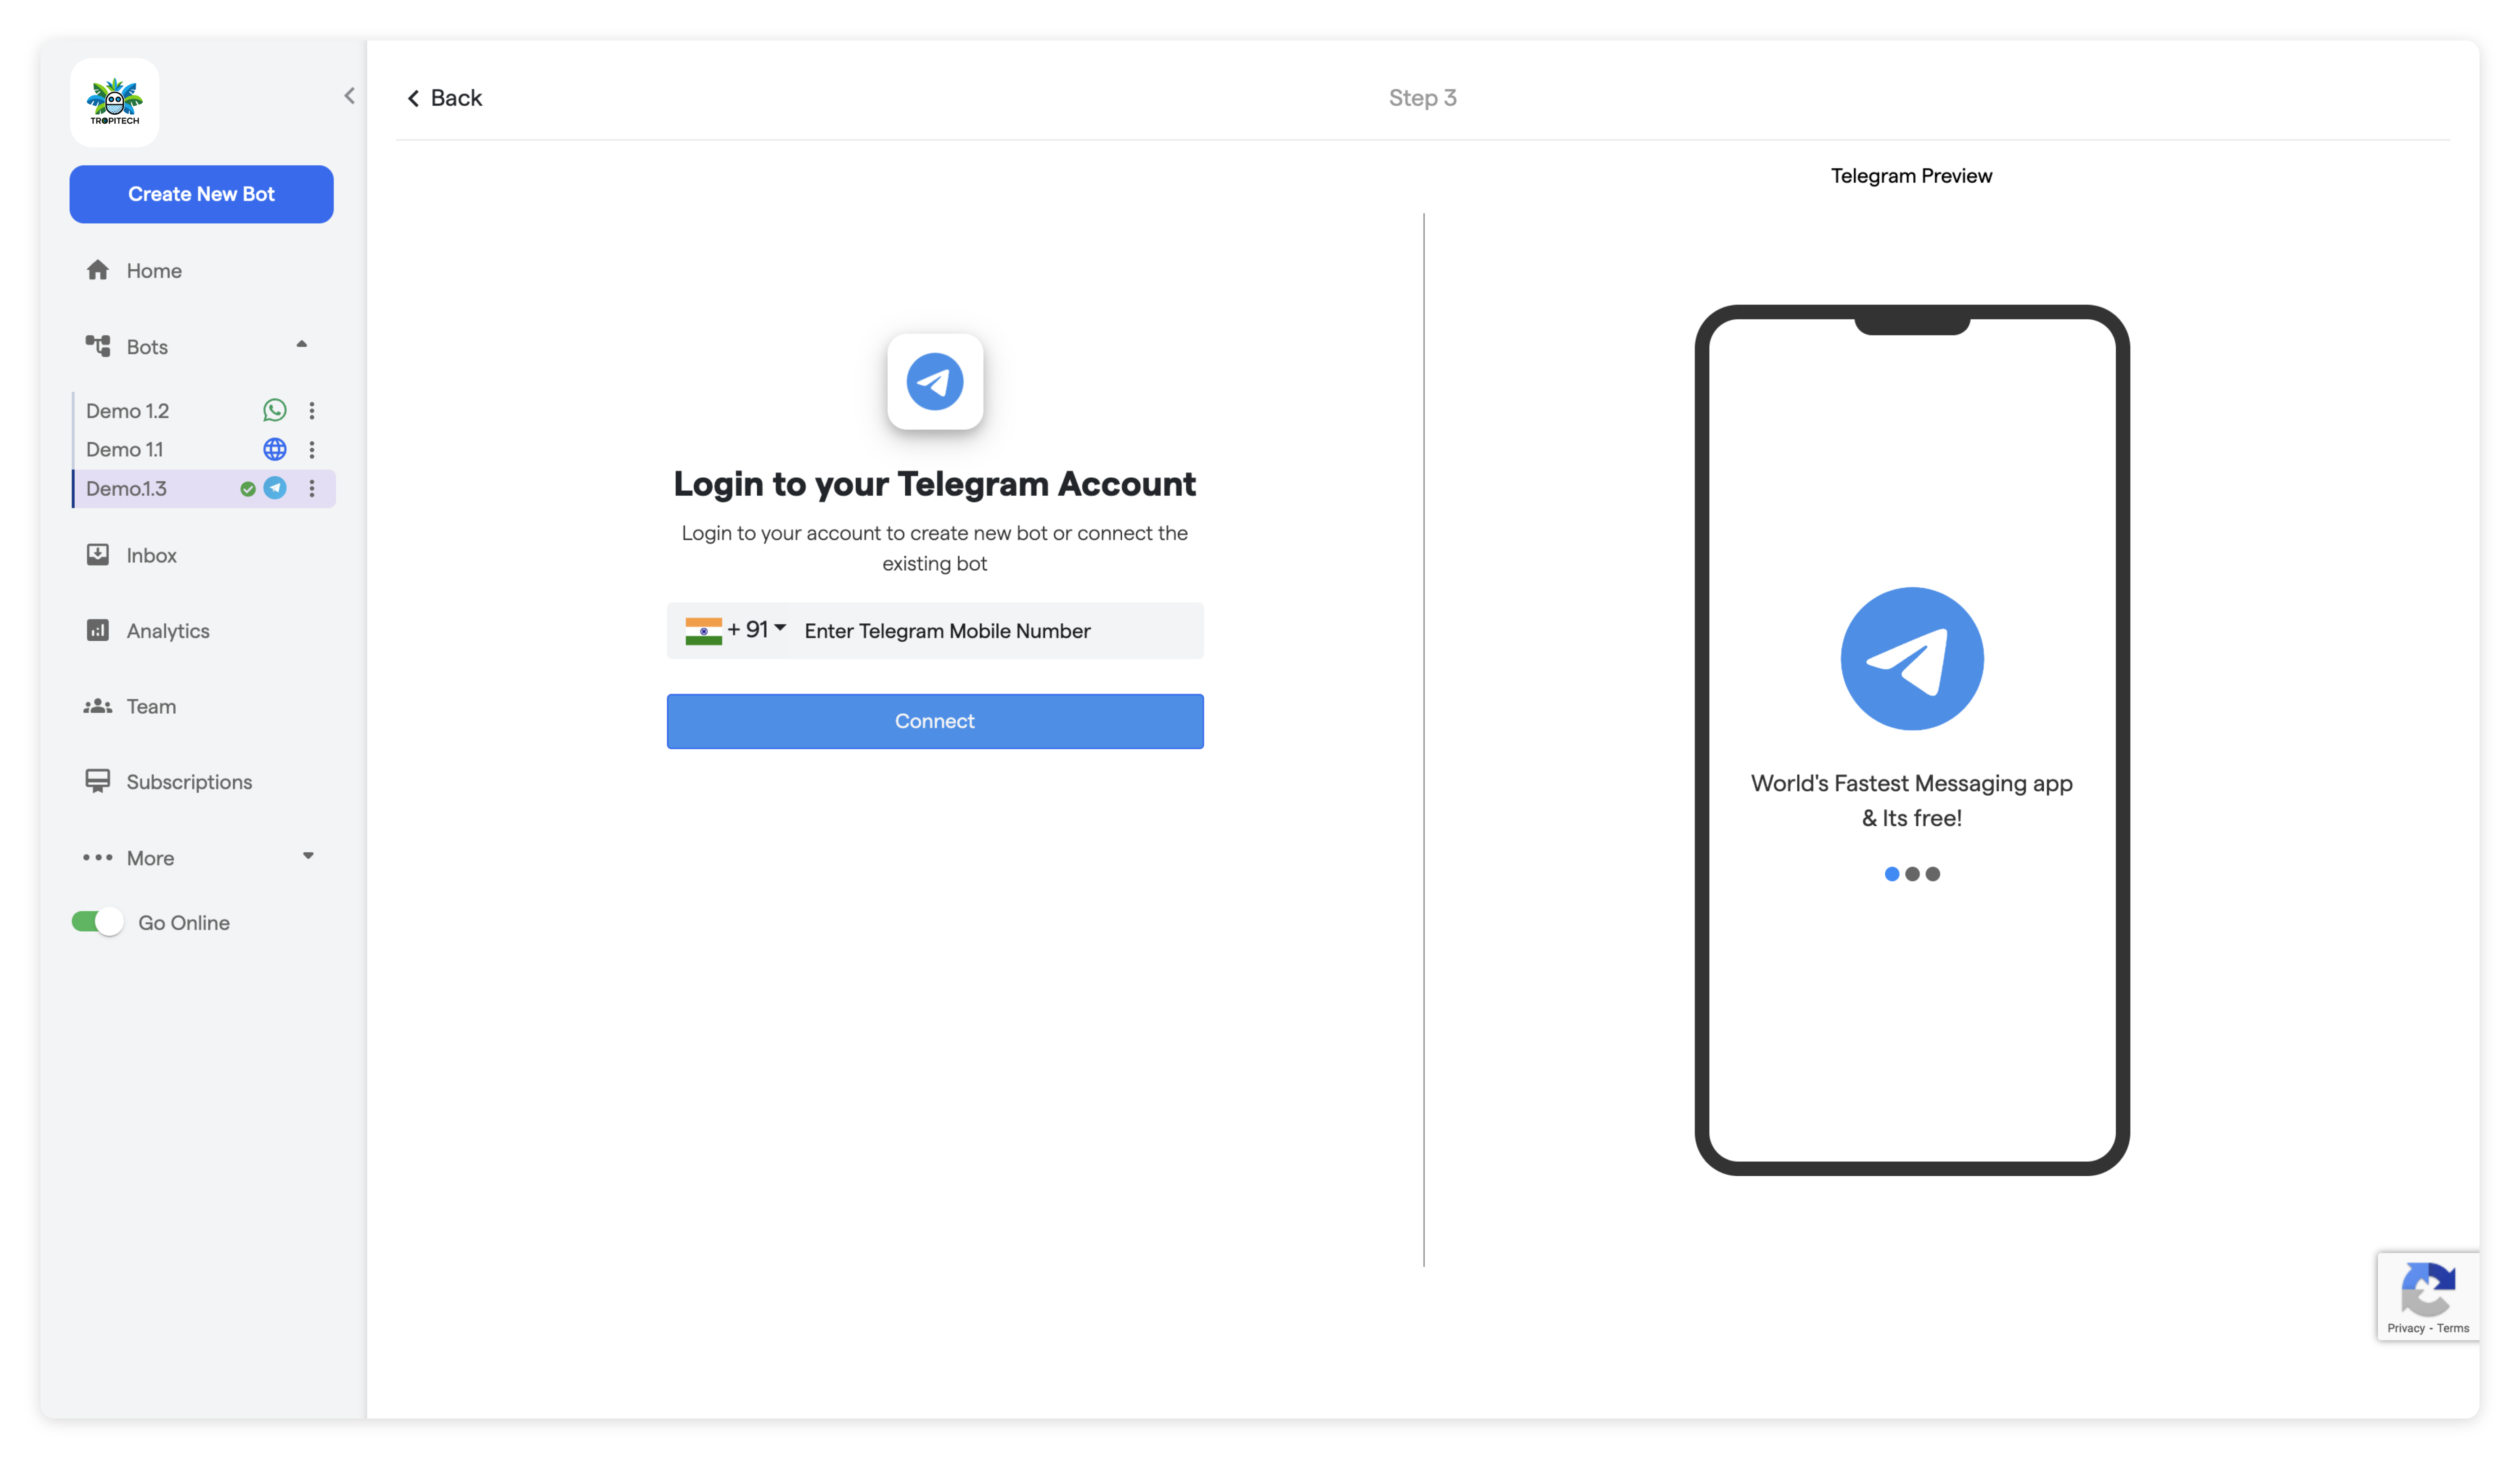 TROPITECH
Create New Bot
Home
Bots
Demo 1.2
Demo 1.1
Demo.1.3
Inbox
Analytics
Team
Subscriptions
More
Go Online
Back
Step 3
Login to your Telegram Account
Login to your account to create new bot or connect the
existing bot
+ 91 Enter Telegram Mobile Number
Connect
Telegram Preview
World's Fastest Messaging app
& Its free!
Privacy - Terms